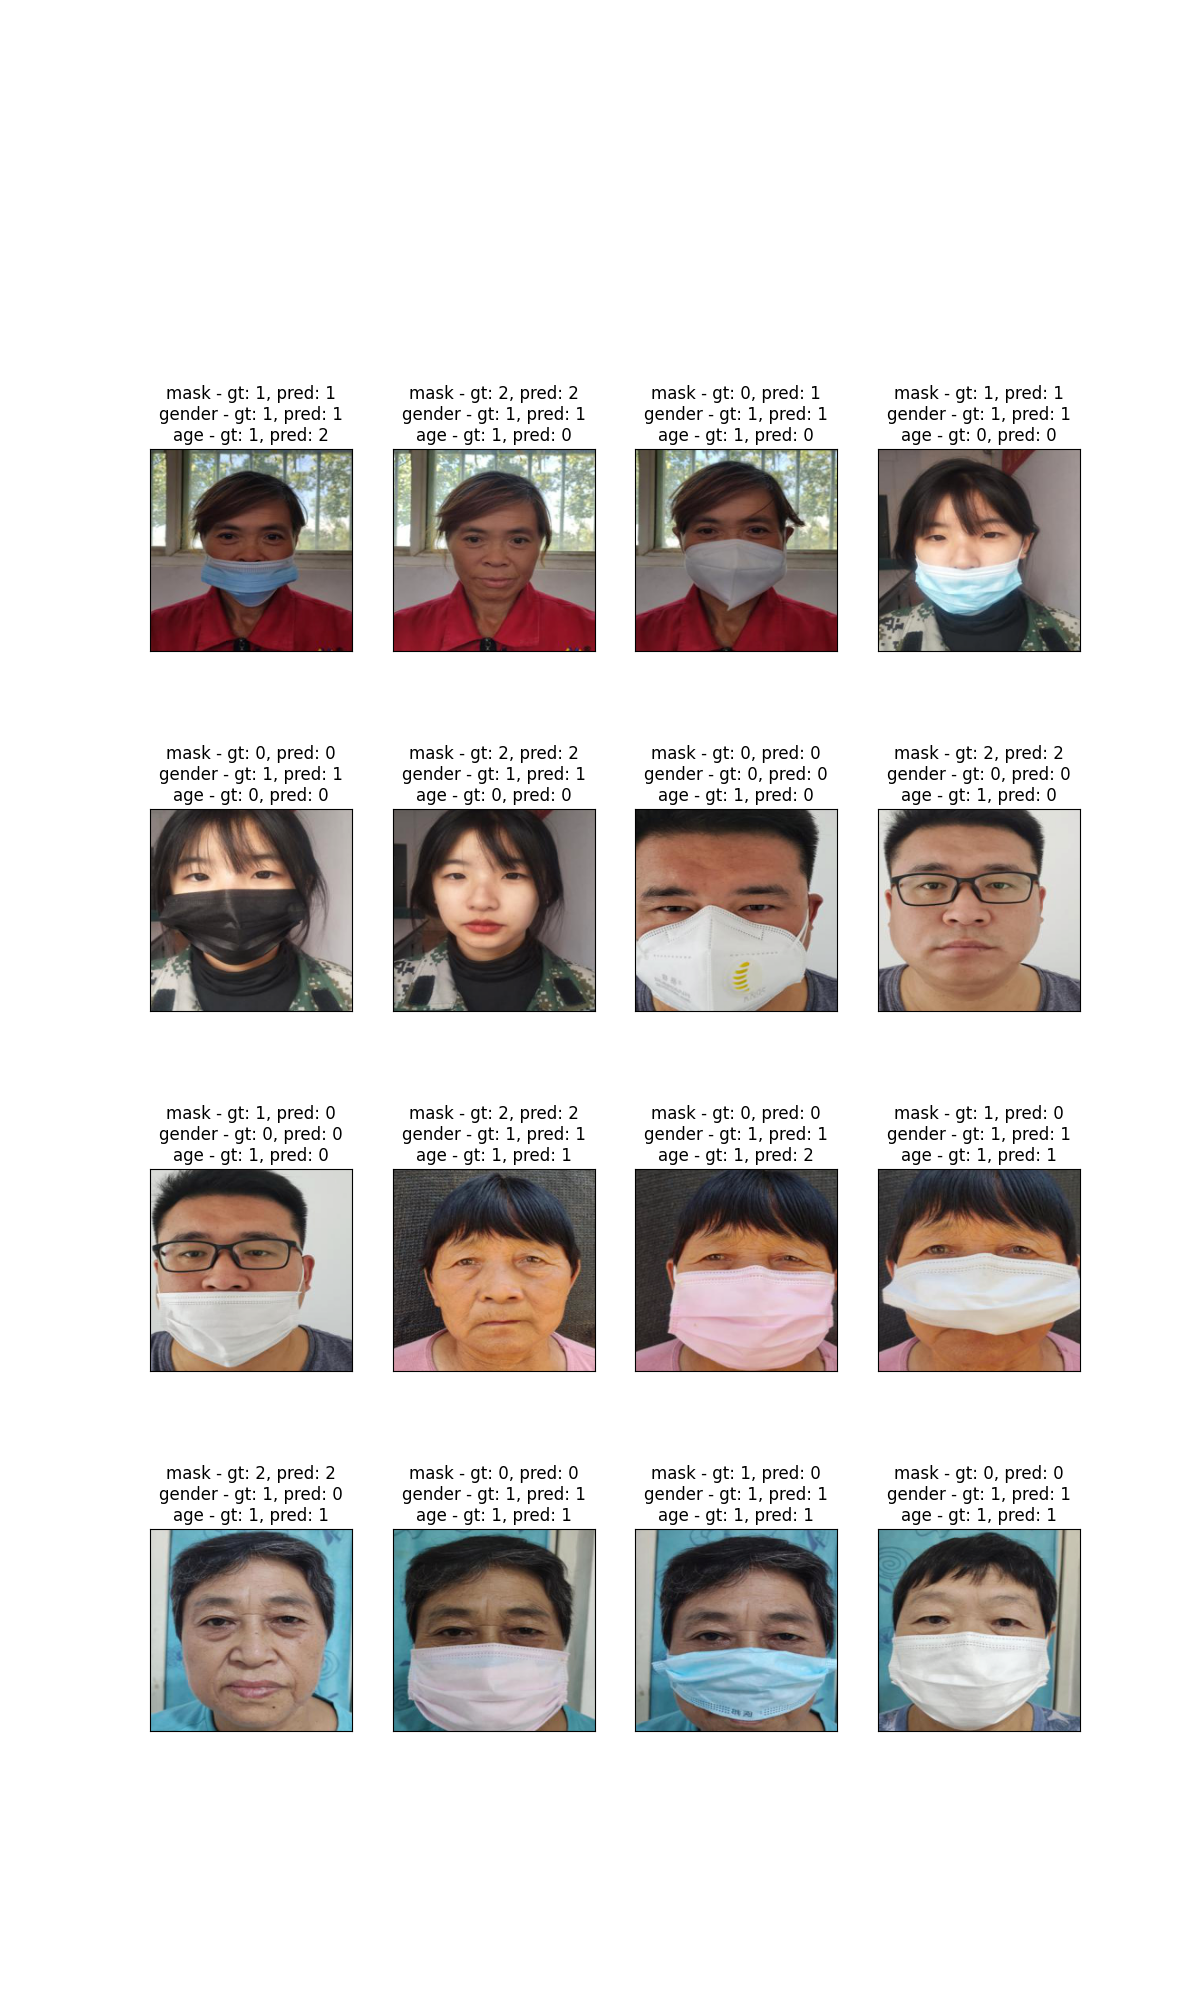 mask - gt: 1, pred: 1
gender - gt: 1, pred: 1
age - gt: 1, pred: 2
mask - gt: 2, pred: 2
gender - gt: 1, pred: 1
age - gt: 1, pred: 0
mask - gt: 0, pred: 1
gender - gt: 1, pred: 1
age - gt: 1, pred: 0
mask - gt: 1, pred: 1
gender - gt: 1, pred: 1
age - gt: 0, pred: 0
mask - gt: 0, pred: 0
gender - gt: 1, pred: 1
age - gt: 0, pred: 0
mask - gt: 2, pred: 2
gender - gt: 1, pred: 1
age - gt: 0, pred: 0
mask - gt: 0, pred: 0
gender - gt: 0, pred: 0
age - gt: 1, pred: 0
mask - gt: 2, pred: 2
gender - gt: 0, pred: 0
age - gt: 1, pred: 0
mask - gt: 1, pred: 0
gender - gt: 0, pred: 0
age - gt: 1, pred: 0
mask - gt: 2, pred: 2
gender - gt: 1, pred: 1
age - gt: 1, pred: 1
mask - gt: 0, pred: 0
gender - gt: 1, pred: 1
age - gt: 1, pred: 2
mask - gt: 1, pred: 0
gender - gt: 1, pred: 1
age - gt: 1, pred: 1
mask - gt: 2, pred: 2
gender - gt: 1, pred: 0
age - gt: 1, pred: 1
mask - gt: 0, pred: 0
gender - gt: 1, pred: 1
age - gt: 1, pred: 1
mask - gt: 1, pred: 0
gender - gt: 1, pred: 1
age - gt: 1, pred: 1
mask - gt: 0, pred: 0
gender - gt: 1, pred: 1
age - gt: 1, pred: 1